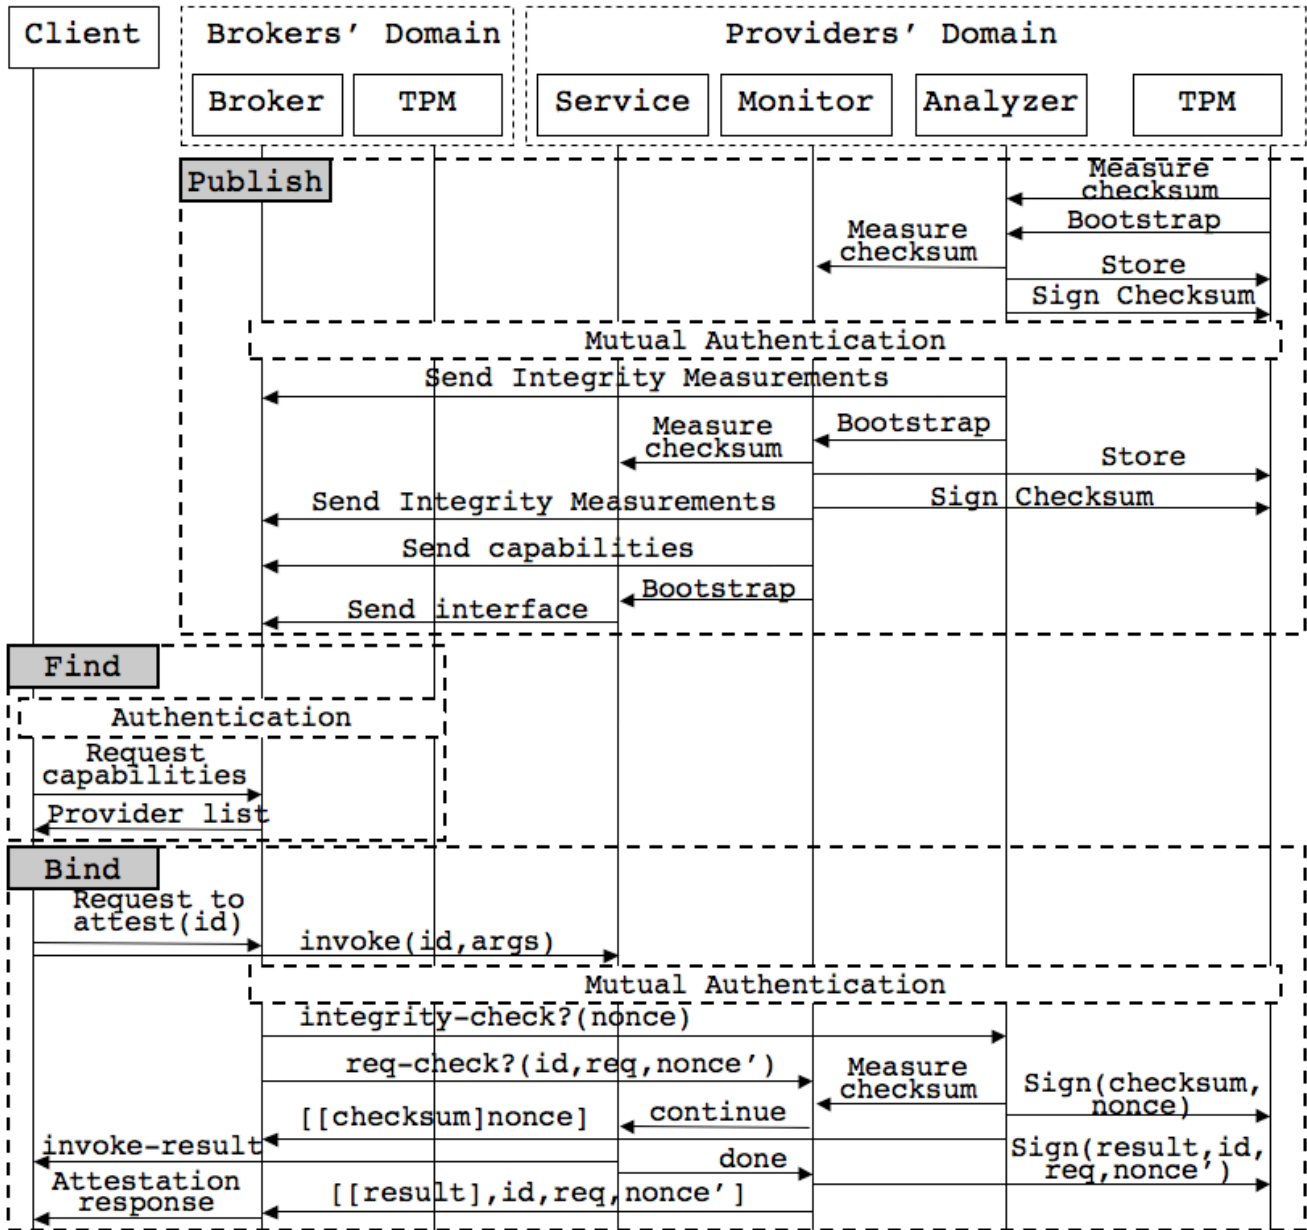 Client
Brokers’ Domain
Providers’ Domain
Broker
TPM
Service
Monitor
Analyzer
TPM
Publish
Measure
checksum
Bootstrap
Measure
checksum
Store
Sign Checksum
Mutual Authentication
Send Integrity Measurements
Bootstrap
Measure
checksum
Store
Send Integrity Measurements
Sign Checksum
Send capabilities
Bootstrap
Send interface
Find
Authentication
Request
capabilities
Provider list
Bind
Request to
attest(id)
invoke(id,args)
Mutual Authentication
integrity-check?(nonce)
req-check?(id,req,nonce’)
Measure
checksum
Sign(checksum,
nonce)
[[checksum]nonce]
continue
invoke-result
done
Sign(result,id,
req,nonce’)
Attestation
response
[[result],id,req,nonce’]